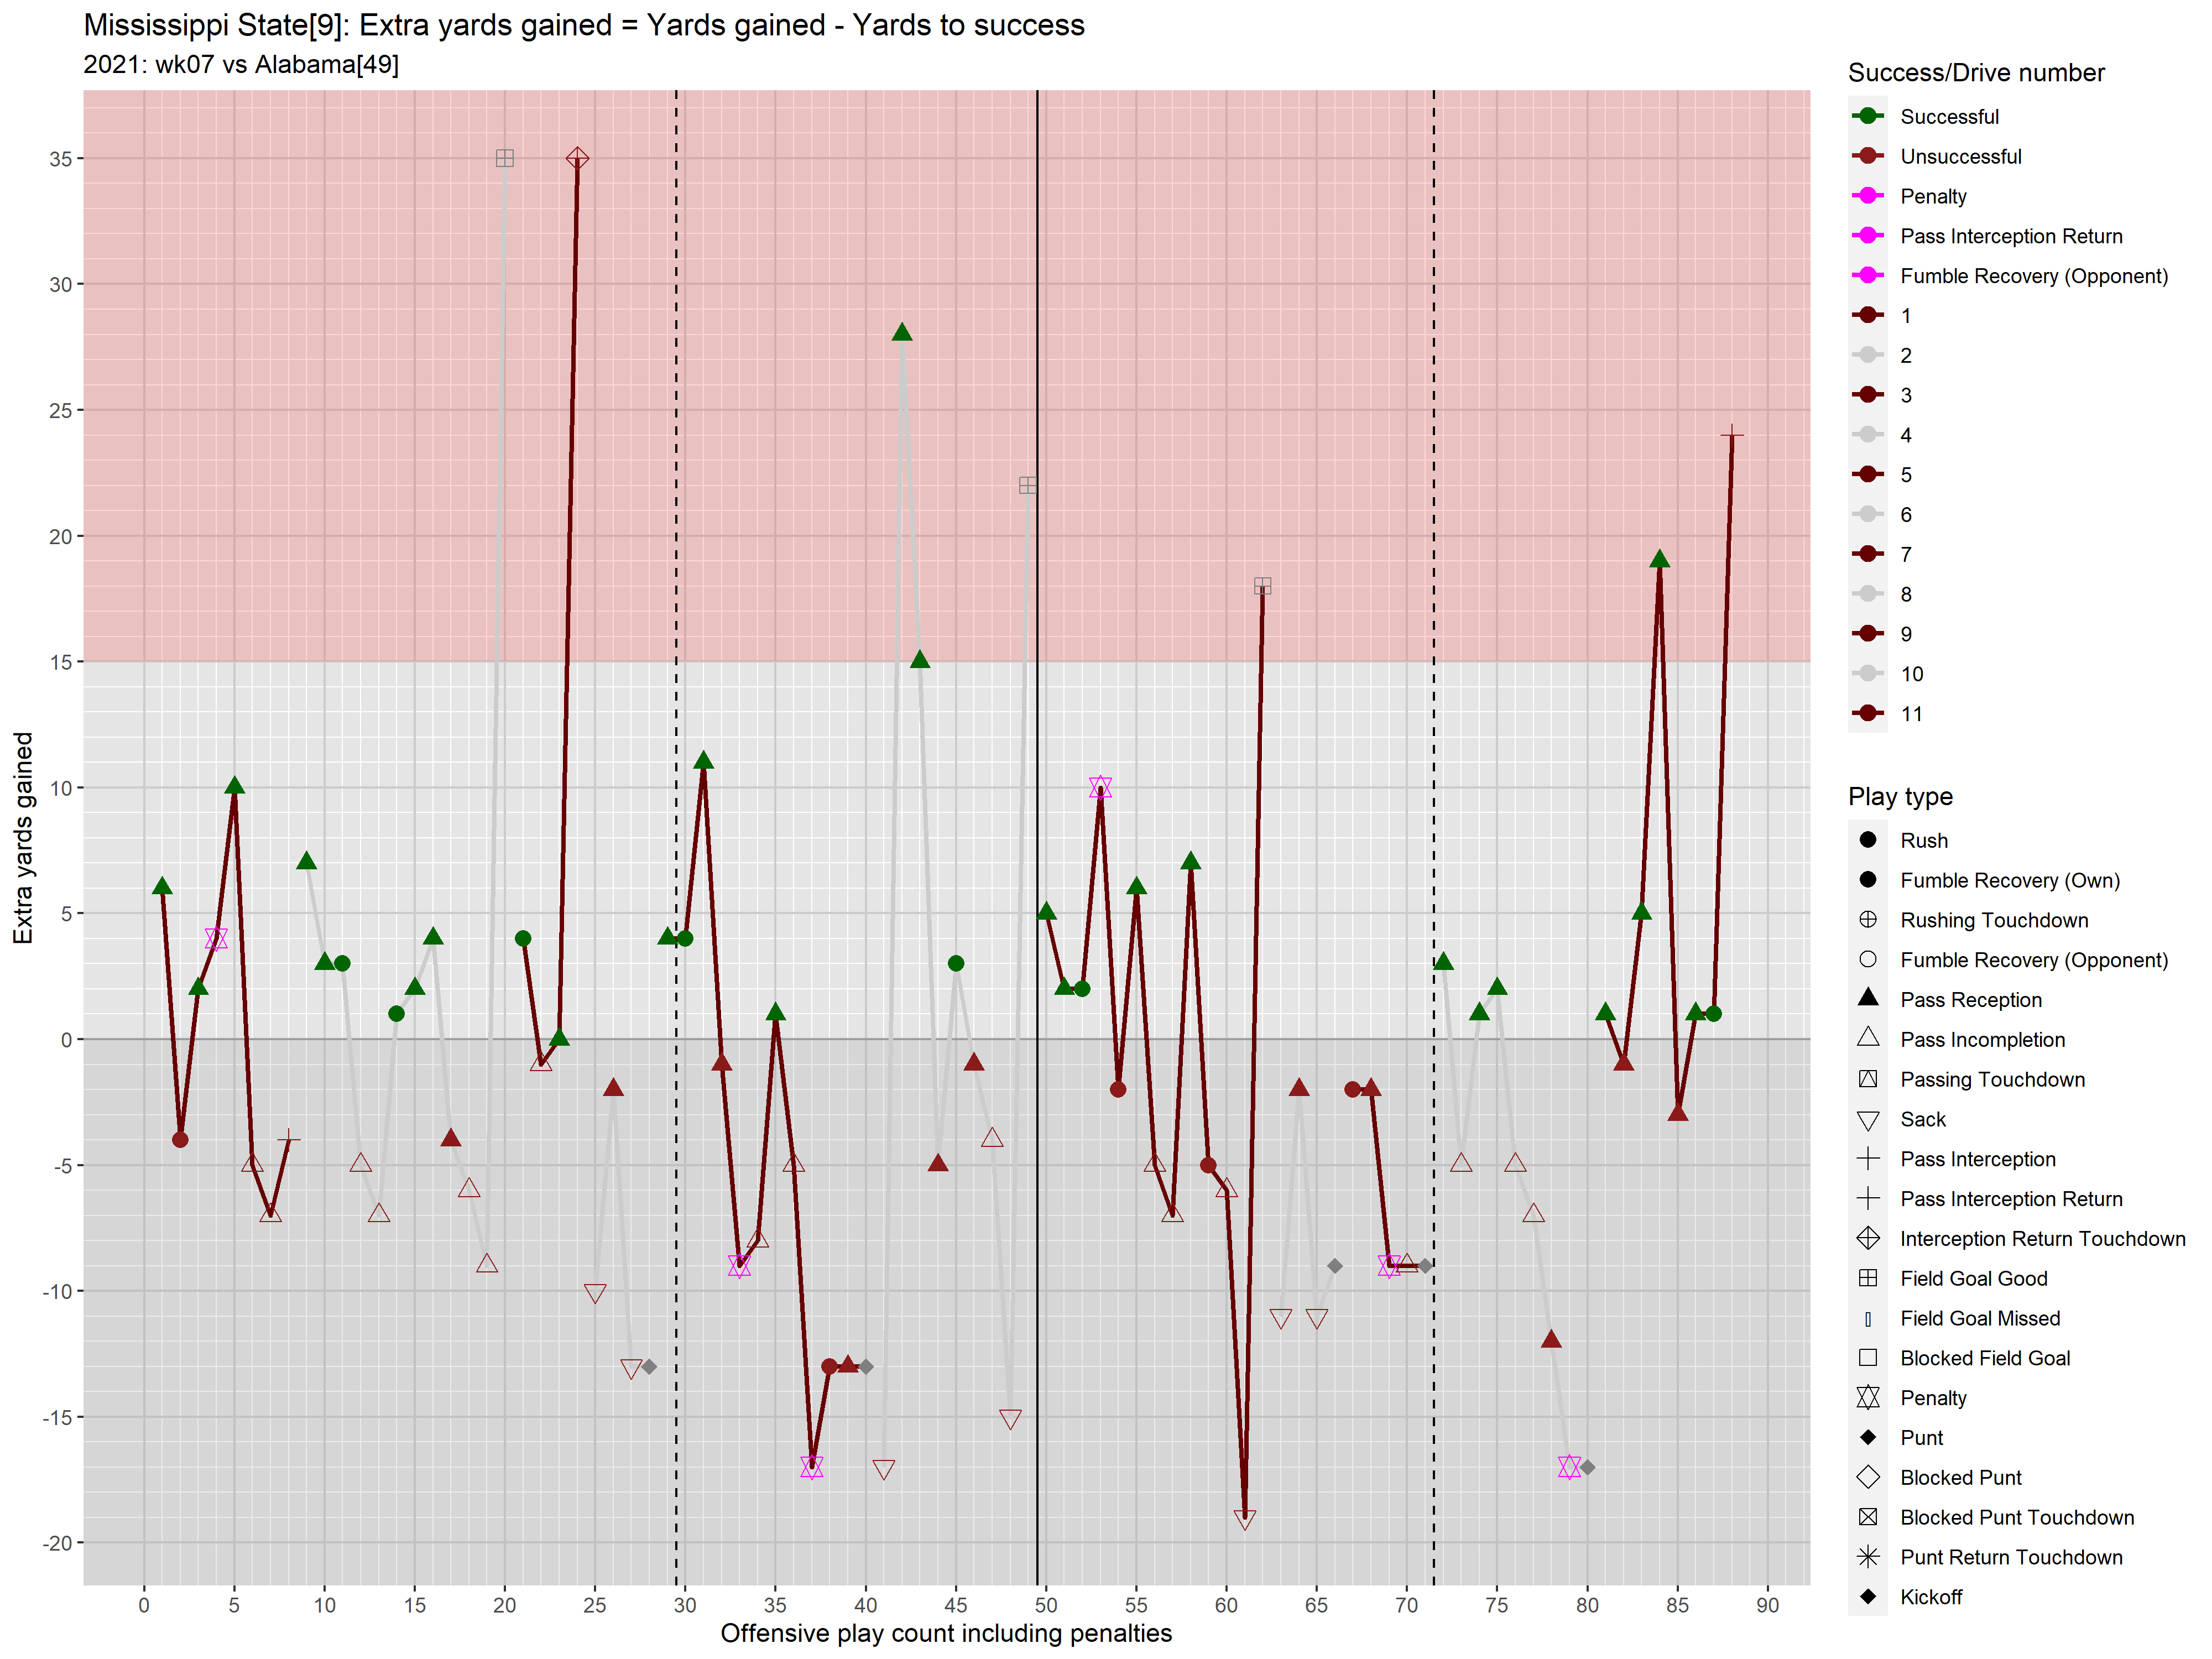 Mississippi State[9]: Extra yards gained = Yards gained - Yards to success
2021: wk07 vs Alabama[49]
Extra yards gained
35
30
25
20
15
10
5
0
-5
-10
-15
-20
0 5 10 15 20 25 30 35 40 45 50 55 60 65 70 75 80 85 90
Offensive play count including penalties
Success/Drive number
Successful
Unsuccessful
Penalty
Pass Interception Return
Fumble Recovery (Opponent)
1
2
3
4
5
6
7
8
9
10
11
Play type
Rush
Fumble Recovery (Own)
Rushing Touchdown
Fumble Recovery (Opponent)
Pass Reception
Pass Incompletion
Passing Touchdown
Sack
Pass Interception
Pass Interception Return
Interception Return Touchdown
Field Goal Good
Field Goal Missed
Blocked Field Goal
Penalty
Punt
Blocked Punt
Blocked Punt Touchdown
Punt Return Touchdown
Kickoff